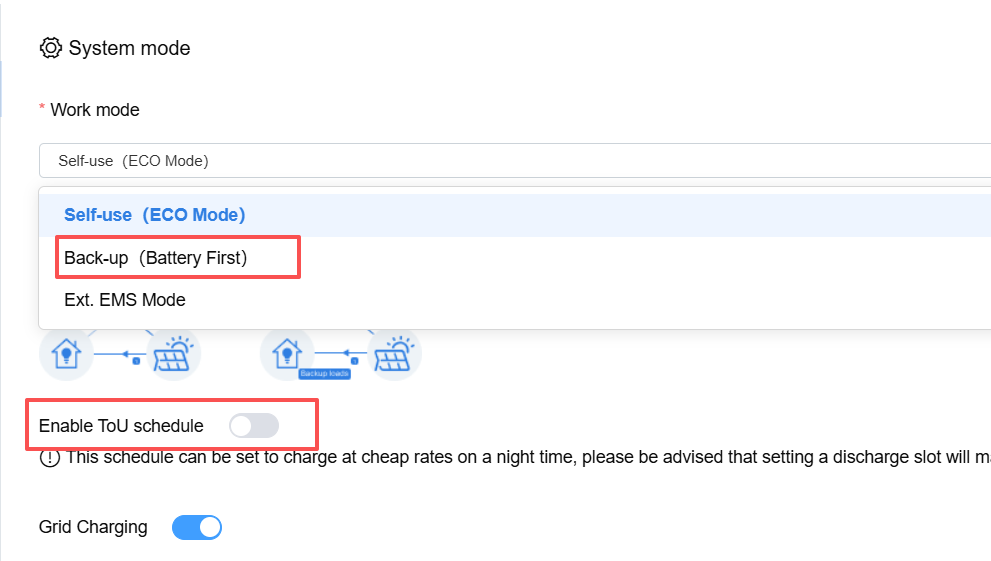 System mode
* Work mode
Self-use（ECO Mode）
Self-use（ECO Mode）
Back-up（Battery First）
Ext. EMS Mode
Backup loads
Enable ToU schedule
This schedule can be set to charge at cheap rates on a night time, please be advised that setting a discharge slot will
Grid Charging